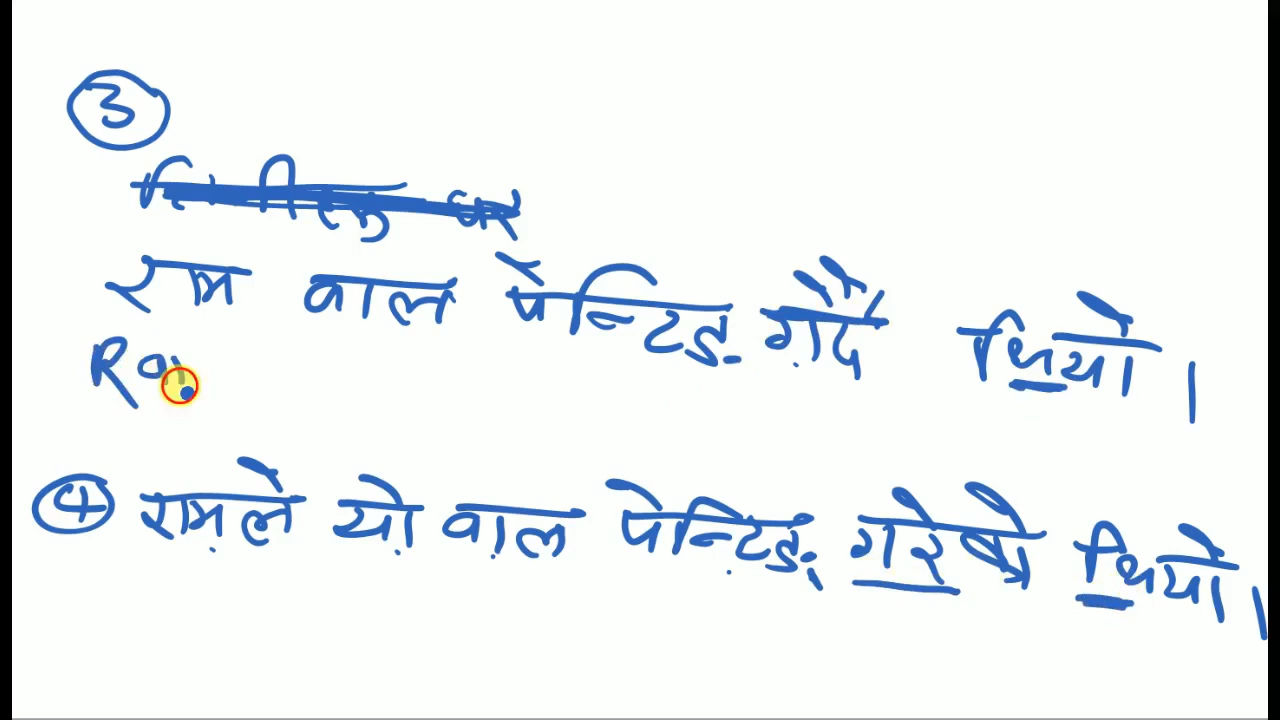 3
राम वाल पेन्टिङ गर्दै थियो ।
Ra
4 रामले यो वाल पेन्टिङ् गरेको थियो ।